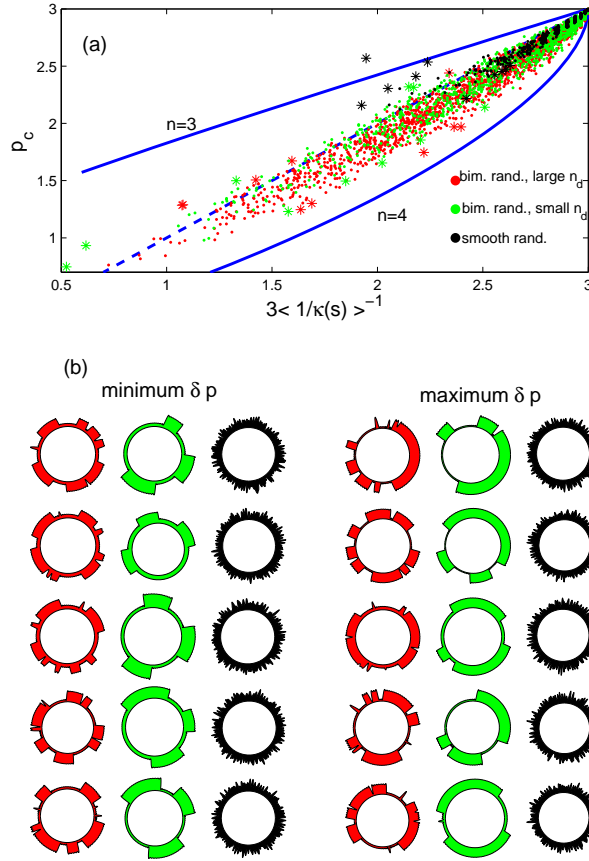 3
(a)
2.5
n=3
2
p_c
1.5
n=4
1
bim. rand., large n_d
bim. rand., small n_d
smooth rand.
0.5
1
1.5
2
2.5
3
3< 1/κ(s) >^-1
(b)
minimum δ p
maximum δ p